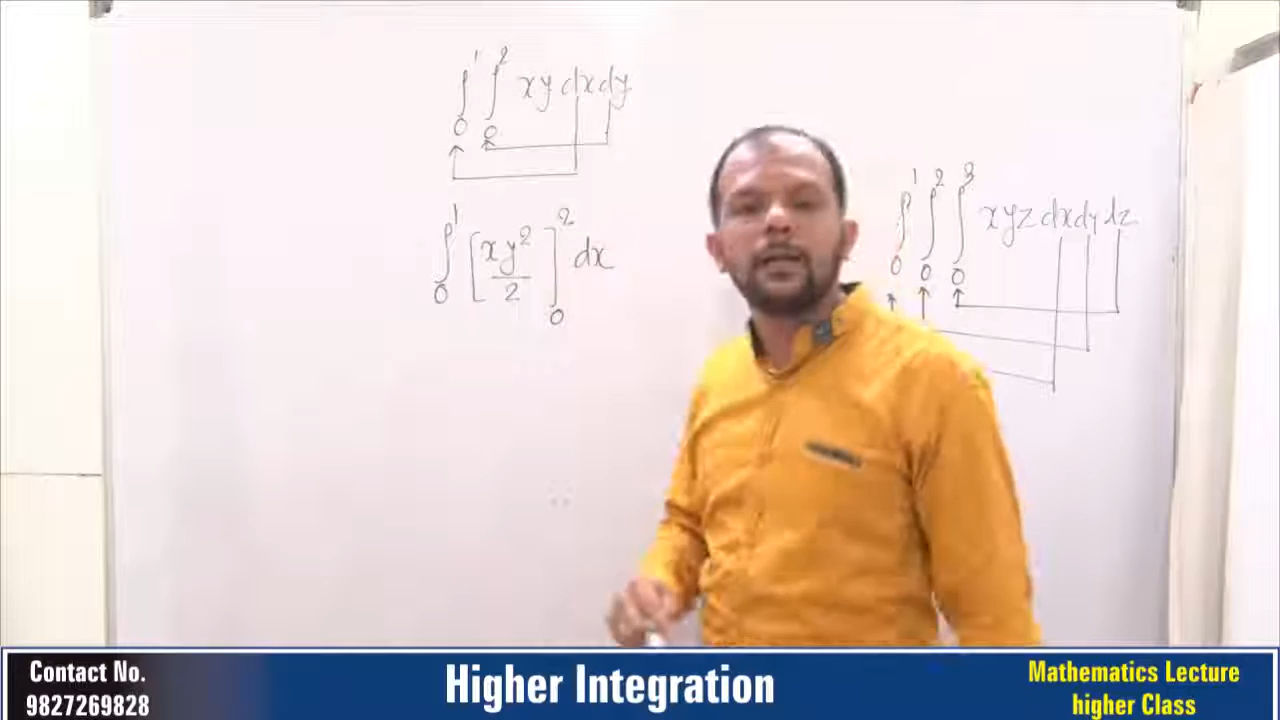 ∫₀¹ ∫₀² xy dx dy
∫₀¹ [xy²/2]₀² dx
∫₀¹ ∫₀² ∫₀³ xyz dx dy dz
Contact No.
9827269828
Higher Integration
Mathematics Lecture
higher Class